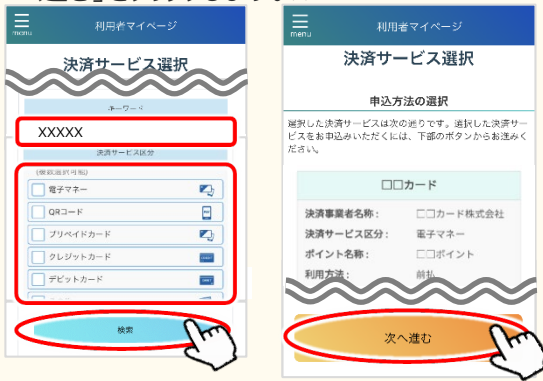 menu
利用者マイページ
決済サービス選択
キーワード
XXXXX
決済サービス区分
(複数選択可能)
電子マネー
QRコード
プリペイドカード
クレジットカード
デビットカード
検索
menu
利用者マイページ
決済サービス選択
申込方法の選択
選択した決済サービスは次の通りです。選択した決済サー
ビスをお申込みいただくには、下部のボタンからお進みく
ださい。
□□カード
決済事業者名称： □□カード株式会社
決済サービス区分： 電子マネー
ポイント名称： □□ポイント
利用方法： 前払
次へ進む